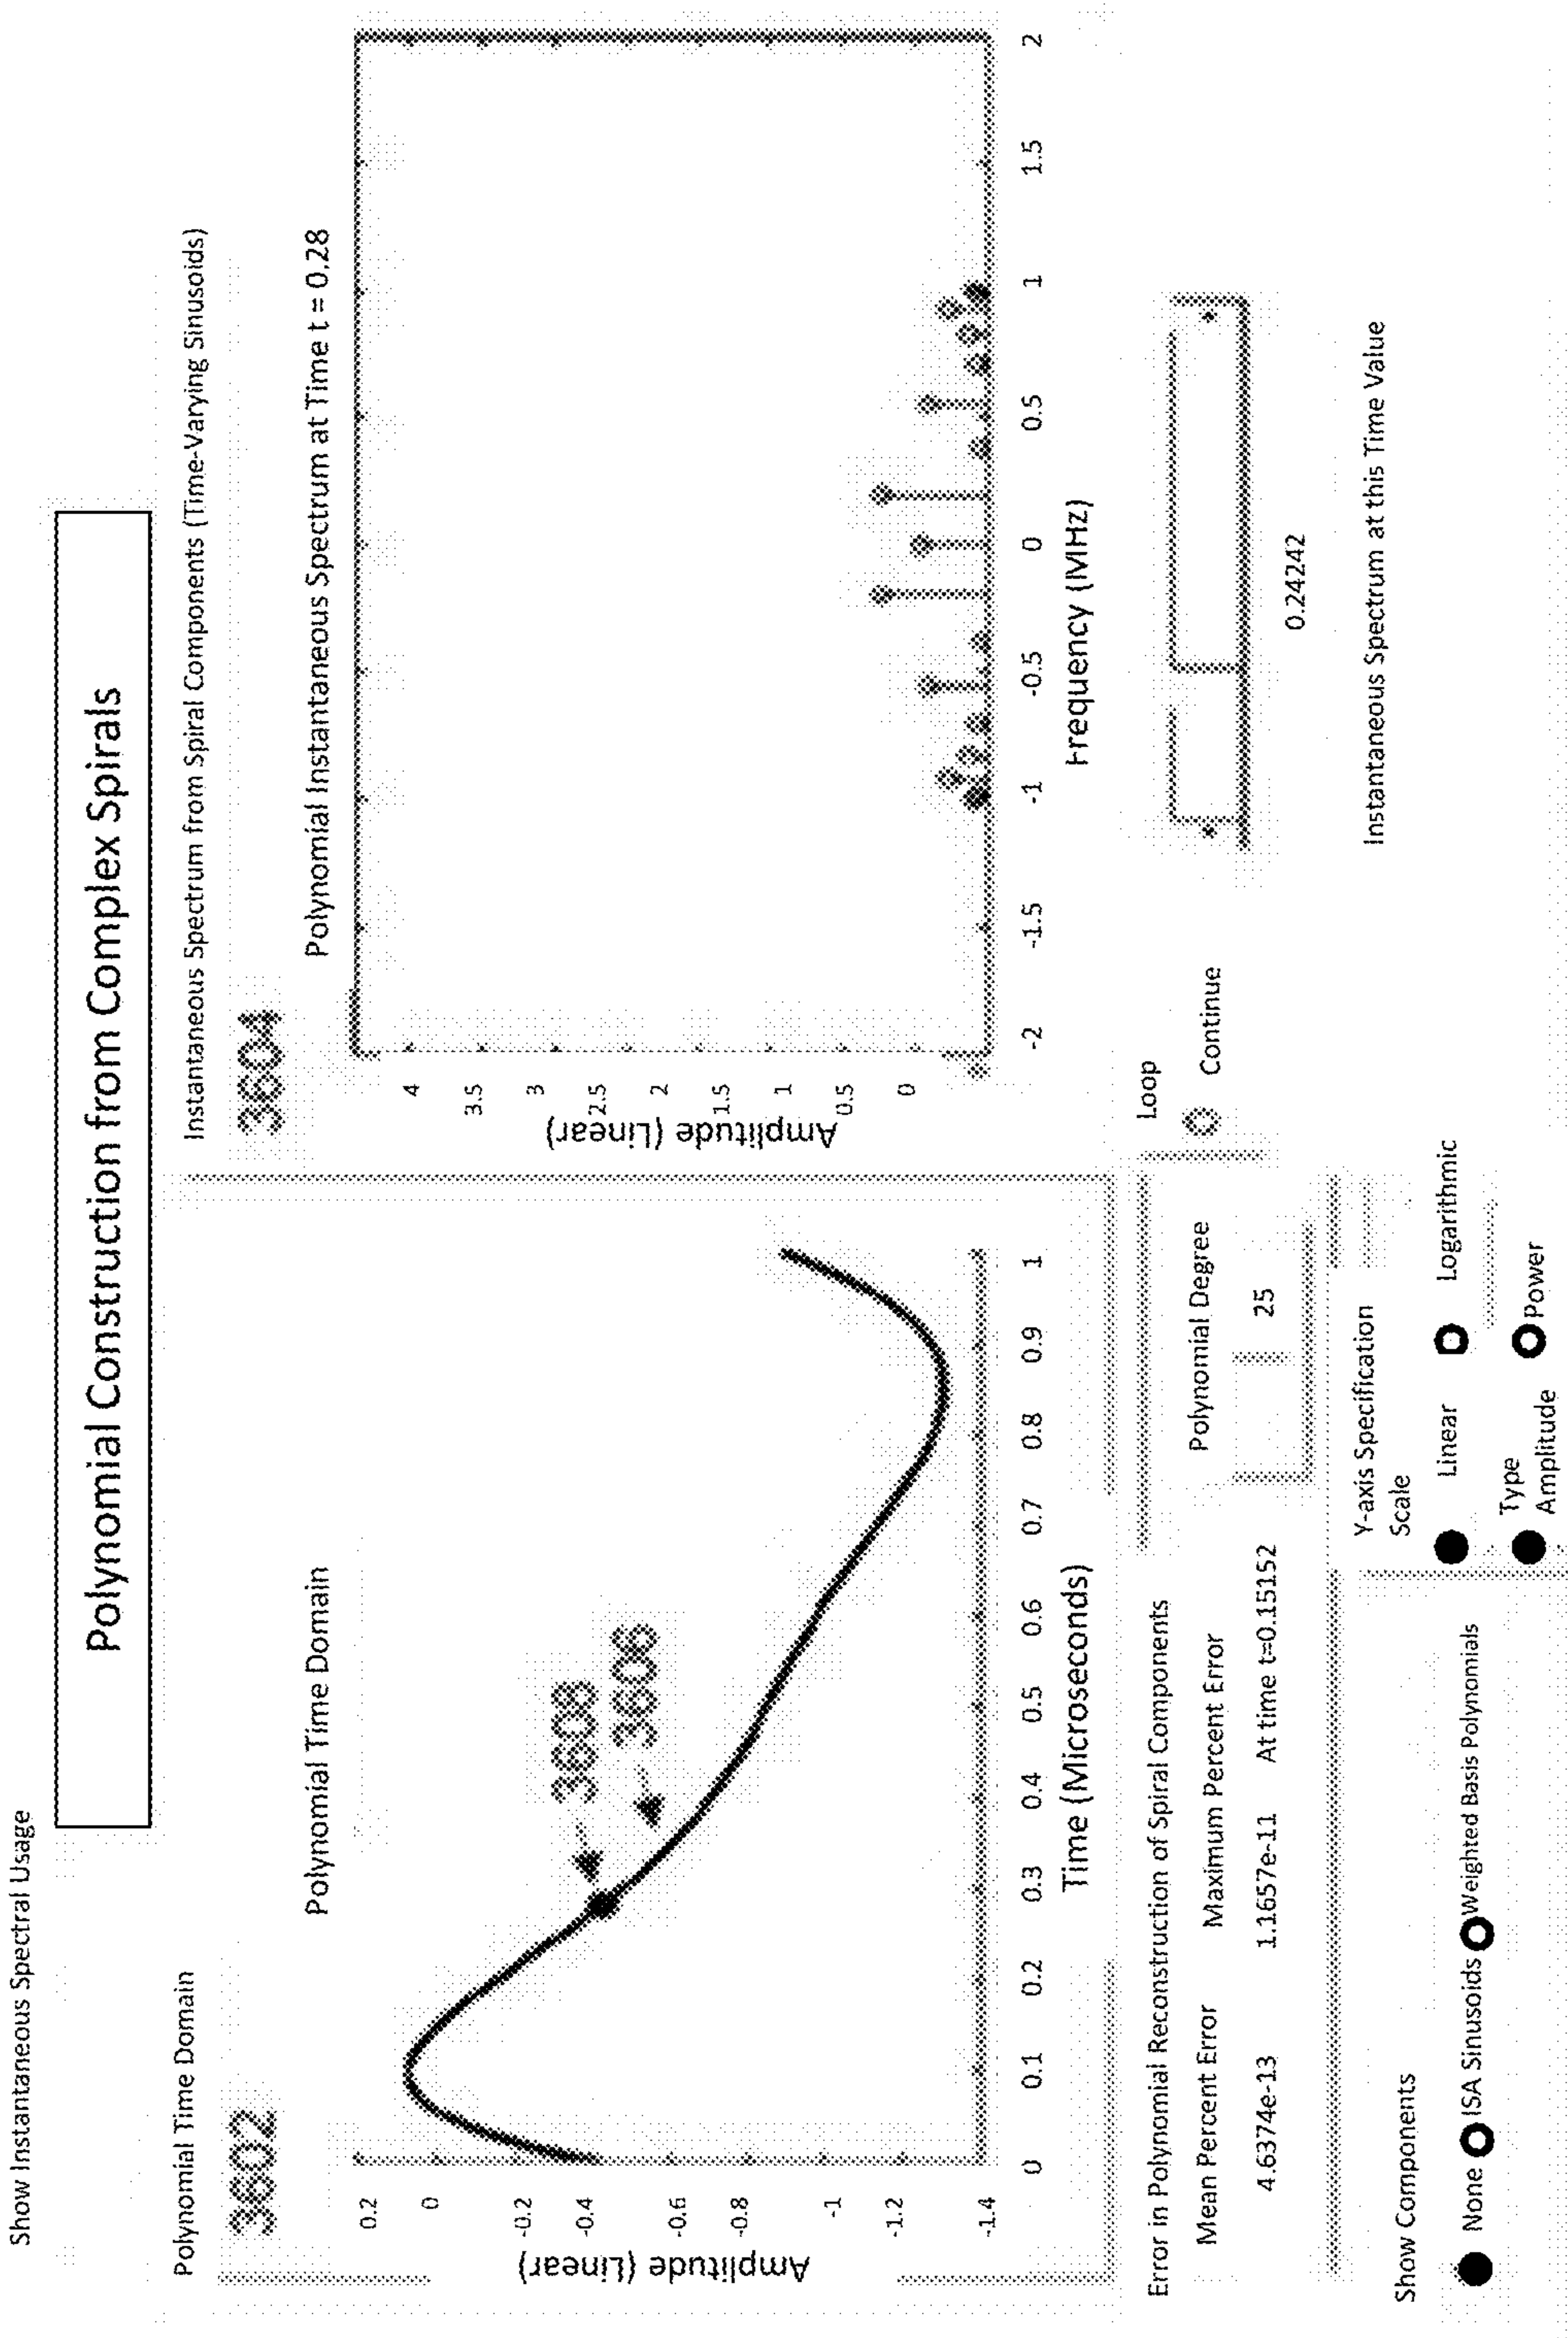 Show Instantaneous Spectral Usage
Polynomial Construction from Complex Spirals
Polynomial Time Domain
3602
Polynomial Time Domain
3608
3606
Amplitude (Linear)
0.2
0
-0.2
-0.4
-0.6
-0.8
-1
-1.2
-1.4
0 0.1 0.2 0.3 0.4 0.5 0.6 0.7 0.8 0.9 1
Time (Microseconds)
Instantaneous Spectrum from Spiral Components (Time-Varying Sinusoids)
3604
Polynomial Instantaneous Spectrum at Time t = 0.28
Amplitude (Linear)
4
3.5
3
2.5
2
1.5
1
0.5
0
-2 -1.5 -1 -0.5 0 0.5 1 1.5 2
Frequency (MHz)
Error in Polynomial Reconstruction of Spiral Components
Mean Percent Error Maximum Percent Error
4.6374e-13 1.1657e-11 At time t=0.15152
Polynomial Degree
25
Loop
Continue
0.24242
Instantaneous Spectrum at this Time Value
Show Components
None ISA Sinusoids Weighted Basis Polynomials
Y-axis Specification
Scale
Linear Logarithmic
Type
Amplitude Power